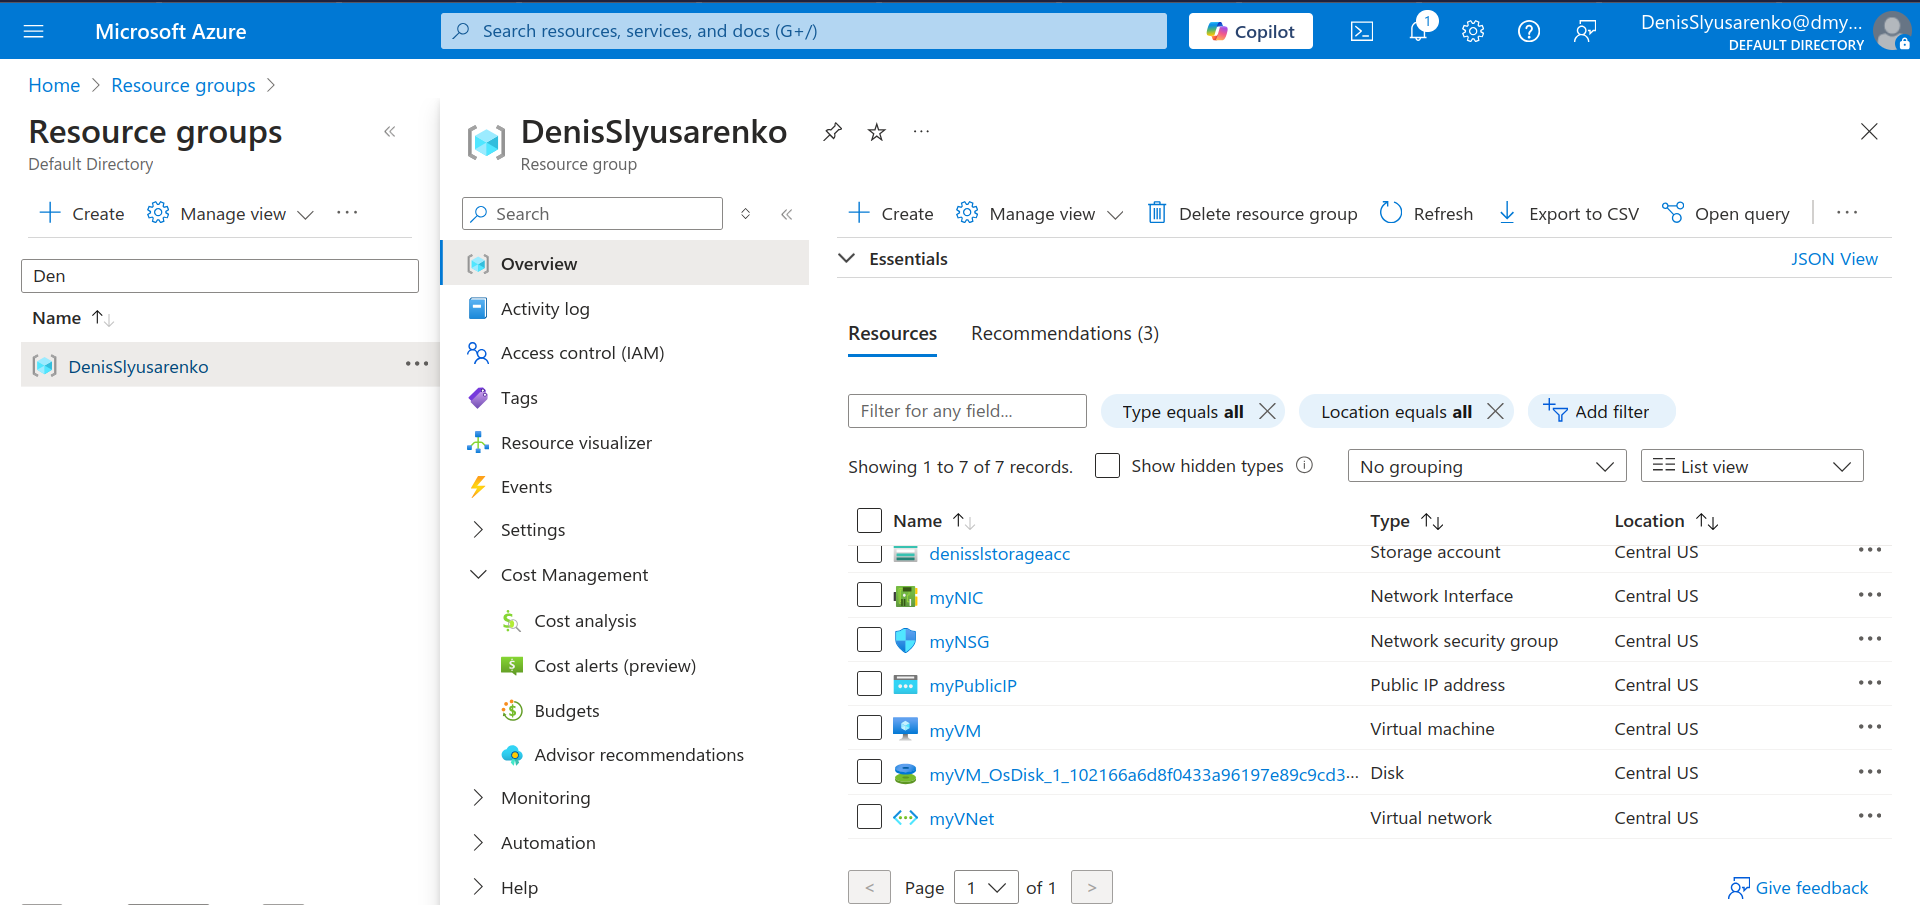 Microsoft Azure
Search resources, services, and docs (G+/)
Copilot
1
DenisSlyusarenko@dmy...
DEFAULT DIRECTORY
Home > Resource groups >
Resource groups
Default Directory
Create
Manage view
Den
Name
DenisSlyusarenko
DenisSlyusarenko
Resource group
Search
Overview
Activity log
Access control (IAM)
Tags
Resource visualizer
Events
Settings
Cost Management
Cost analysis
Cost alerts (preview)
Budgets
Advisor recommendations
Monitoring
Automation
Help
Create Manage view Delete resource group Refresh Export to CSV Open query
Essentials JSON View
Resources Recommendations (3)
Filter for any field... Type equals all Location equals all Add filter
Showing 1 to 7 of 7 records. Show hidden types No grouping List view
Name Type Location
denisslstorageacc Storage account Central US
myNIC Network Interface Central US
myNSG Network security group Central US
myPublicIP Public IP address Central US
myVM Virtual machine Central US
myVM_OsDisk_1_102166a6d8f0433a96197e89c9cd3... Disk Central US
myVNet Virtual network Central US
< Page 1 of 1 >
Give feedback